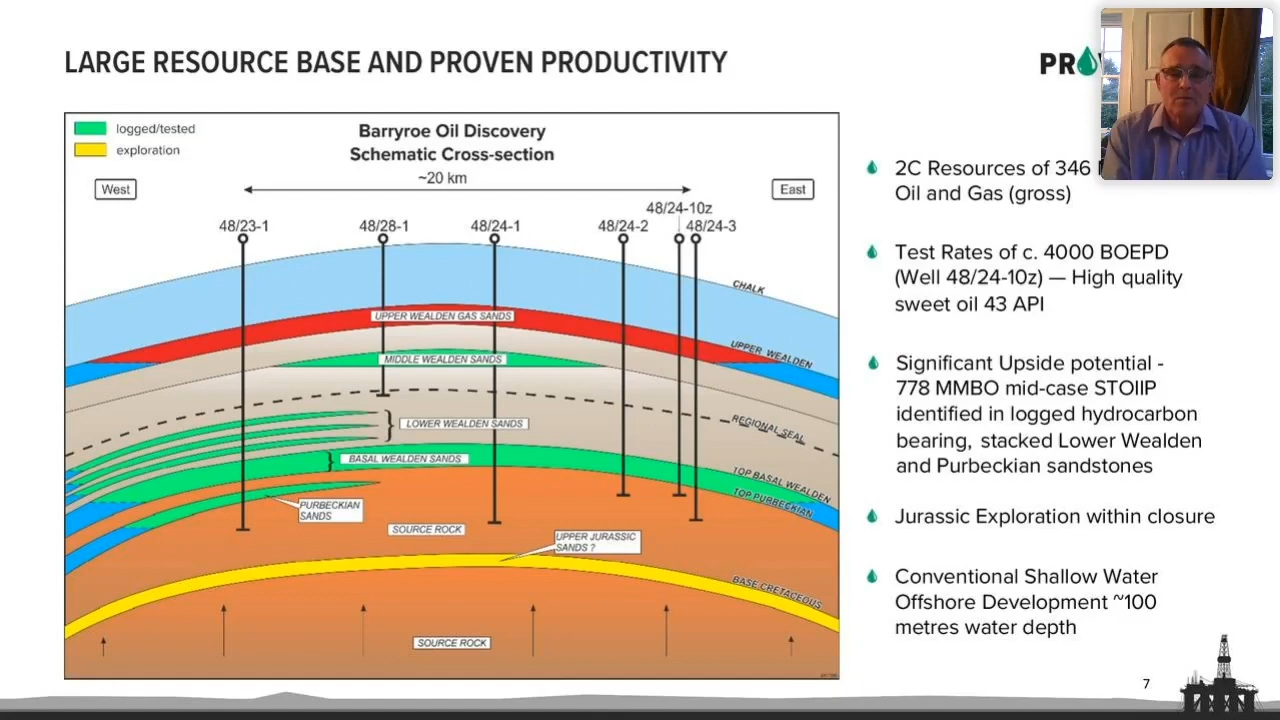 LARGE RESOURCE BASE AND PROVEN PRODUCTIVITY
PR
logged/tested
exploration
Barryroe Oil Discovery
Schematic Cross-section
~20 km
West
East
48/23-1
48/28-1
48/24-1
48/24-2
48/24-10z
48/24-3
CHALK
UPPER WEALDEN GAS SANDS
UPPER WEALDEN
MIDDLE WEALDEN SANDS
REGIONAL SEAL
LOWER WEALDEN SANDS
BASAL WEALDEN SANDS
TOP BASAL WEALDEN
TOP PURBECKIAN
PURBECKIAN
SANDS
SOURCE ROCK
UPPER JURASSIC
SANDS ?
BASE CRETACEOUS
SOURCE ROCK
2C Resources of 346
Oil and Gas (gross)
Test Rates of c. 4000 BOEPD
(Well 48/24-10z) — High quality
sweet oil 43 API
Significant Upside potential -
778 MMBO mid-case STOIIP
identified in logged hydrocarbon
bearing, stacked Lower Wealden
and Purbeckian sandstones
Jurassic Exploration within closure
Conventional Shallow Water
Offshore Development ~100
metres water depth
7